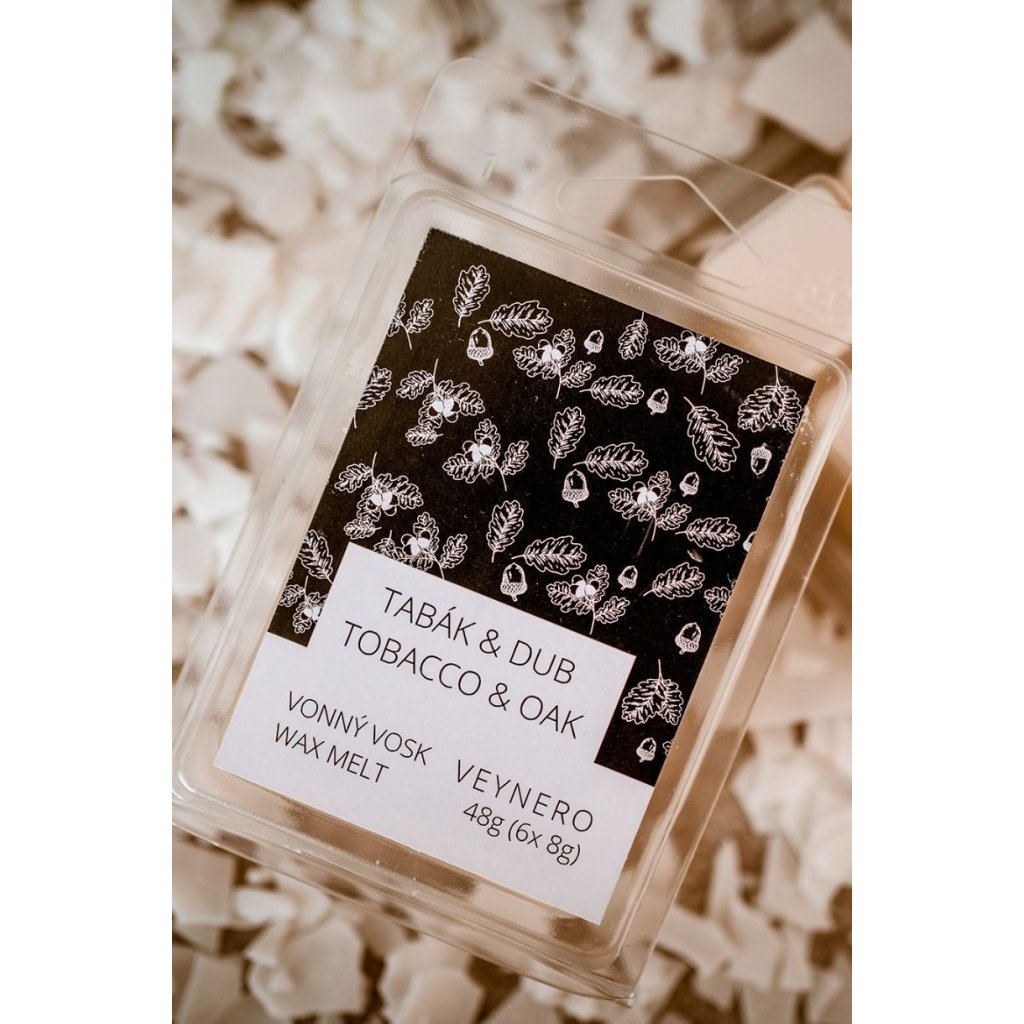 TABÁK & DUB
TOBACCO & OAK
VONNÝ VOSK
WAX MELT
VEYNERO
48g (6x 8g)